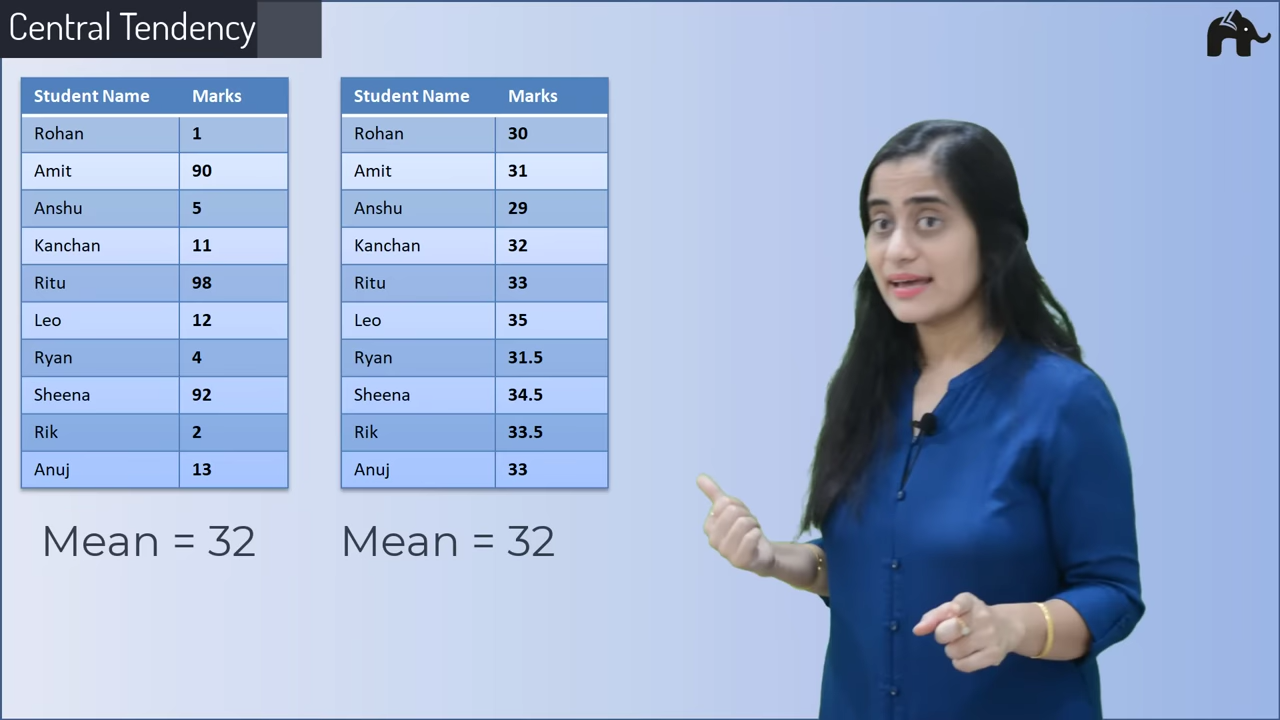 Central Tendency
Student Name Marks
Rohan 1
Amit 90
Anshu 5
Kanchan 11
Ritu 98
Leo 12
Ryan 4
Sheena 92
Rik 2
Anuj 13
Mean = 32
Student Name Marks
Rohan 30
Amit 31
Anshu 29
Kanchan 32
Ritu 33
Leo 35
Ryan 31.5
Sheena 34.5
Rik 33.5
Anuj 33
Mean = 32